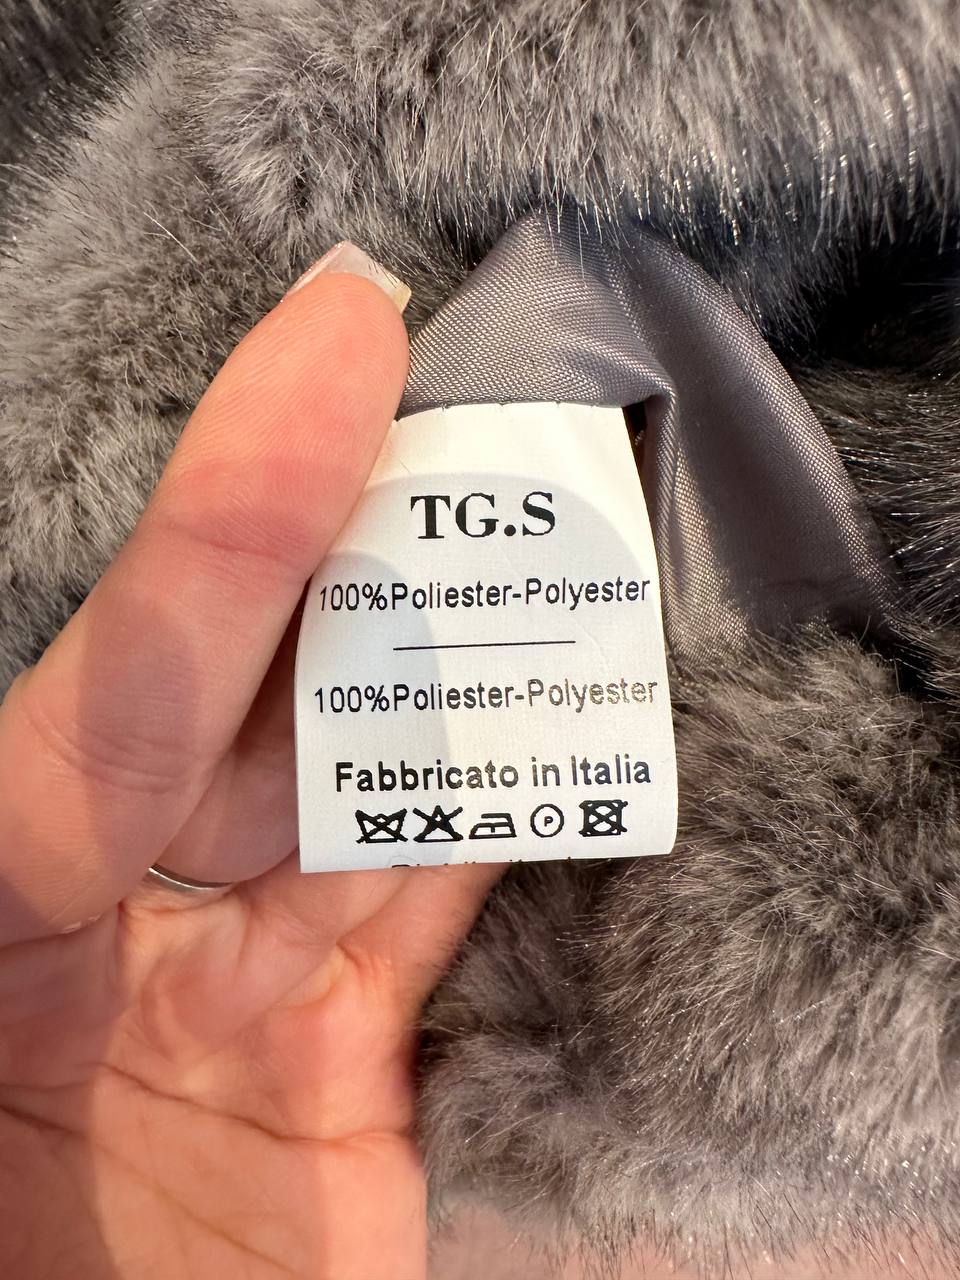 TG.S
100%Poliester-Polyester
100%Poliester-Polyester
Fabbricato in Italia
P